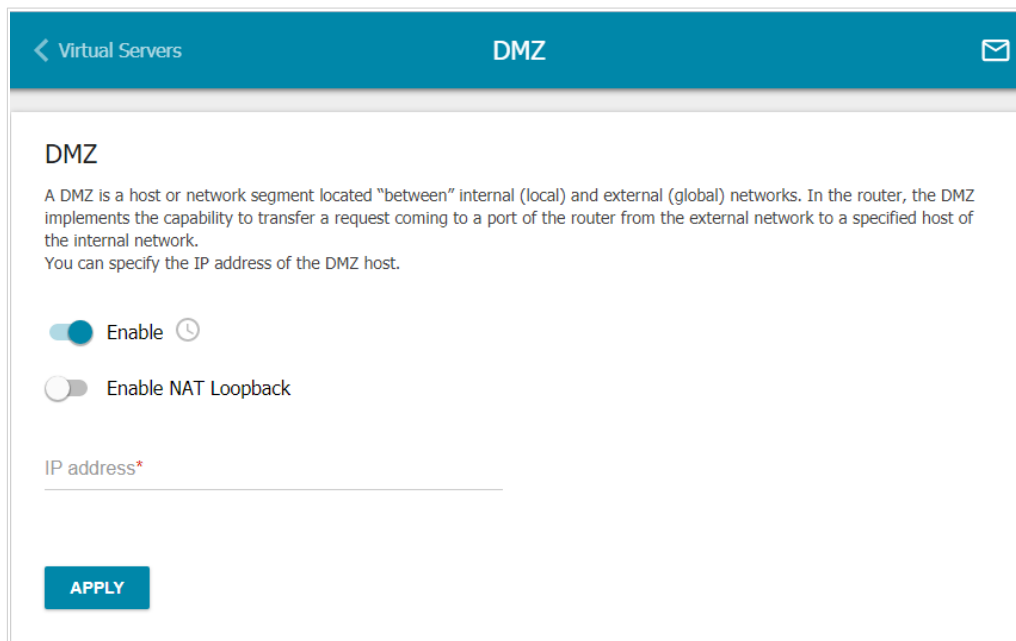 Virtual Servers
DMZ
DMZ
A DMZ is a host or network segment located “between” internal (local) and external (global) networks. In the router, the DMZ
implements the capability to transfer a request coming to a port of the router from the external network to a specified host of
the internal network.
You can specify the IP address of the DMZ host.
Enable
Enable NAT Loopback
IP address*
APPLY